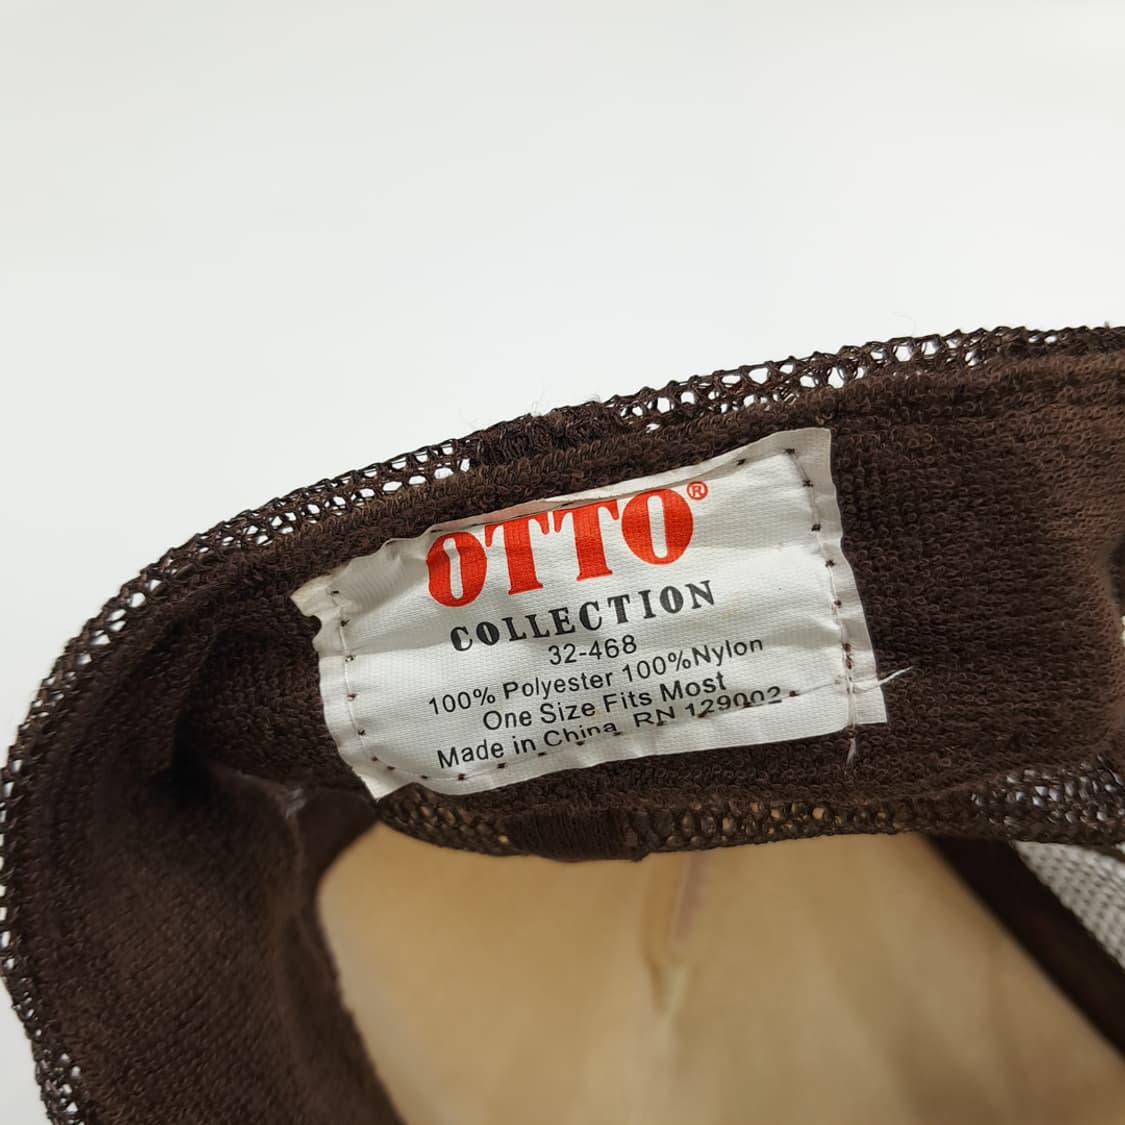 OTTO®
COLLECTION
32-468
100% Polyester 100%Nylon
One Size Fits Most
Made in China RN 129002